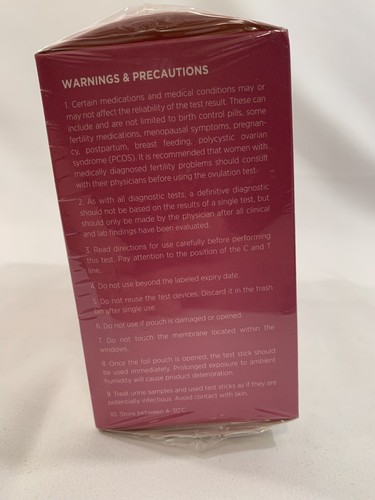 WARNINGS & PRECAUTIONS
1. Certain medications and medical conditions may or
may not affect the reliability of the test result. These can
include and are not limited to birth control pills, some
fertility medications, menopausal symptoms, pregnan-
cy, postpartum, breast feeding, polycystic ovarian
syndrome (PCOS). It is recommended that women with
medically diagnosed fertility problems should consult
with their physicians before using the ovulation test.
2. As with all diagnostic tests, a definitive diagnostic
should not be based on the results of a single test, but
should only be made by the physician after all clinical
and lab findings have been evaluated.
3. Read directions for use carefully before performing
this test. Pay attention to the position of the C and T
line.
4. Do not use beyond the labeled expiry date.
5. Do not reuse the test devices. Discard it in the trash
bin after single use.
6. Do not use if pouch is damaged or opened.
7. Do not touch the membrane located within the
windows.
8. Once the foil pouch is opened, the test stick should
be used immediately. Prolonged exposure to ambient
humidity will cause product deterioration.
9. Treat urine samples and used test sticks as if they are
potentially infectious. Avoid contact with skin.
10. Store between